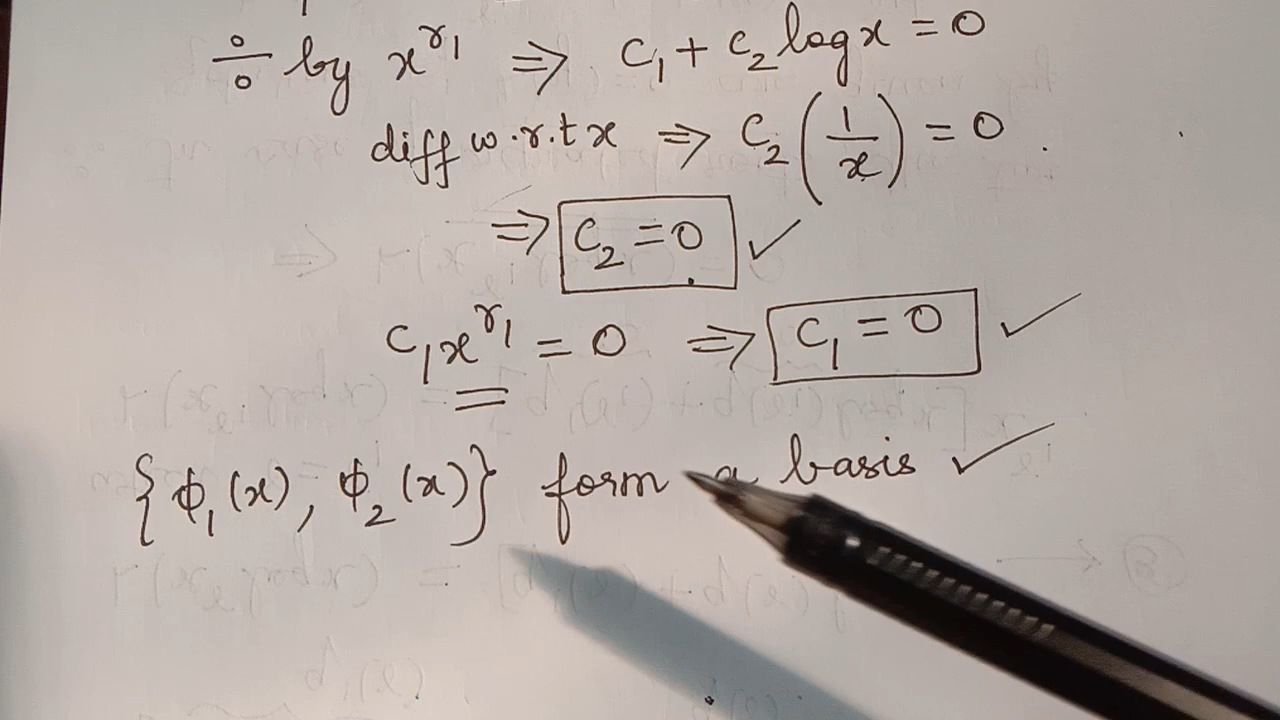 ÷ by x^{r_1} ⇒ C_1 + C_2 log x = 0
diff w.r.t x ⇒ C_2 (1/x) = 0.
⇒ C_2 = 0 ✓
C_1 x^{r_1} = 0 ⇒ C_1 = 0 ✓
{ϕ_1(x), ϕ_2(x)} form a basis ✓